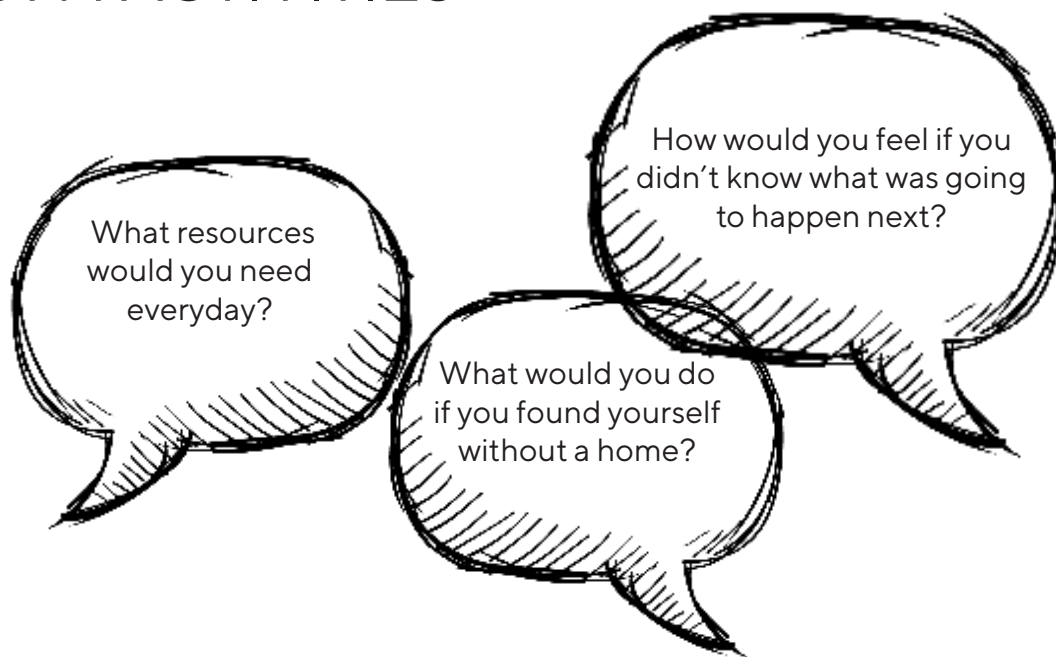 What resources
would you need
everyday?
What would you do
if you found yourself
without a home?
How would you feel if you
didn’t know what was going
to happen next?